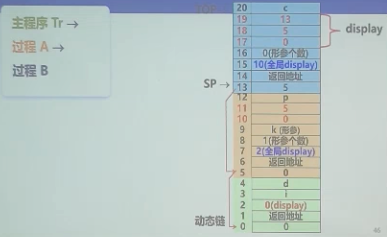 主程序 Tr →
过程 A →
过程 B
20 c
19 13
18 5
17 0
display
16 0(形参个数)
15 10(全局display)
14 返回地址
SP → 13 5
12 p
11 5
10 0
9 k (形参)
8 1(形参个数)
7 2(全局display)
6 返回地址
5 0
4 d
3 i
2 0(display)
1 返回地址
动态链 0 0
40